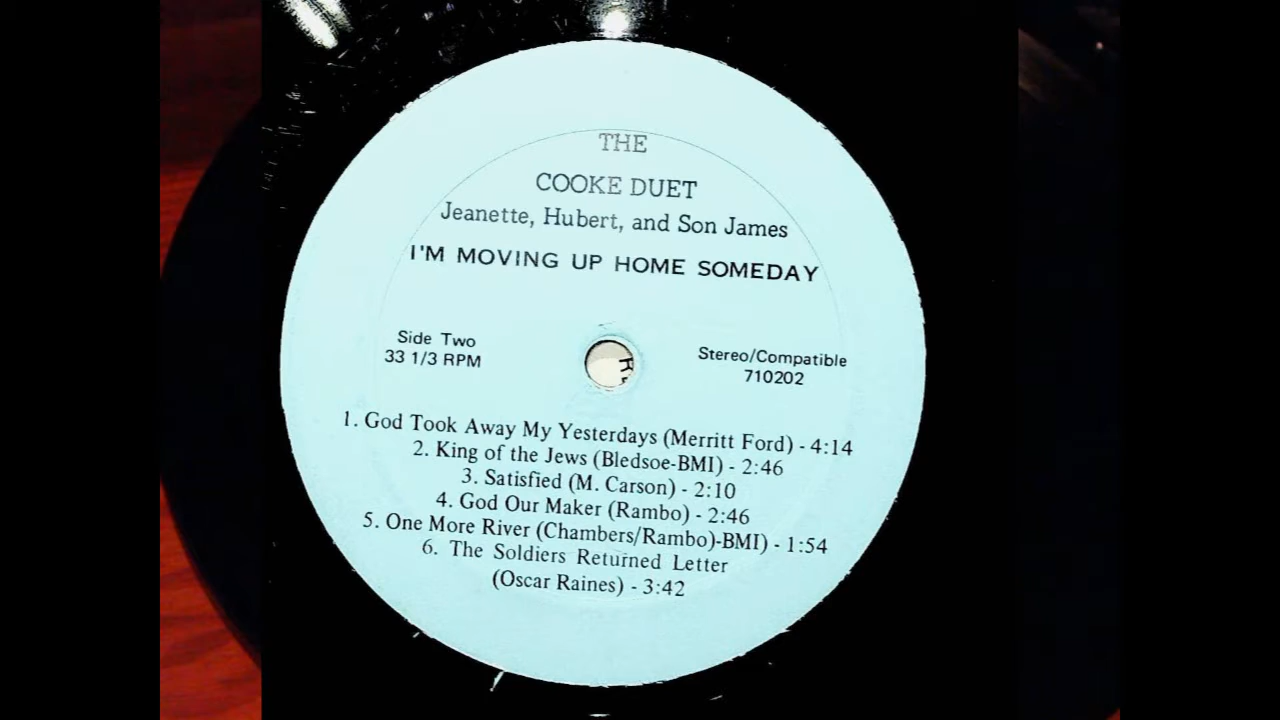 THE
COOKE DUET
Jeanette, Hubert, and Son James
I'M MOVING UP HOME SOMEDAY
Side Two
33 1/3 RPM
Stereo/Compatible
710202
1. God Took Away My Yesterdays (Merritt Ford) - 4:14
2. King of the Jews (Bledsoe-BMI) - 2:46
3. Satisfied (M. Carson) - 2:10
4. God Our Maker (Rambo) - 2:46
5. One More River (Chambers/Rambo)-BMI) - 1:54
6. The Soldiers Returned Letter
(Oscar Raines) - 3:42